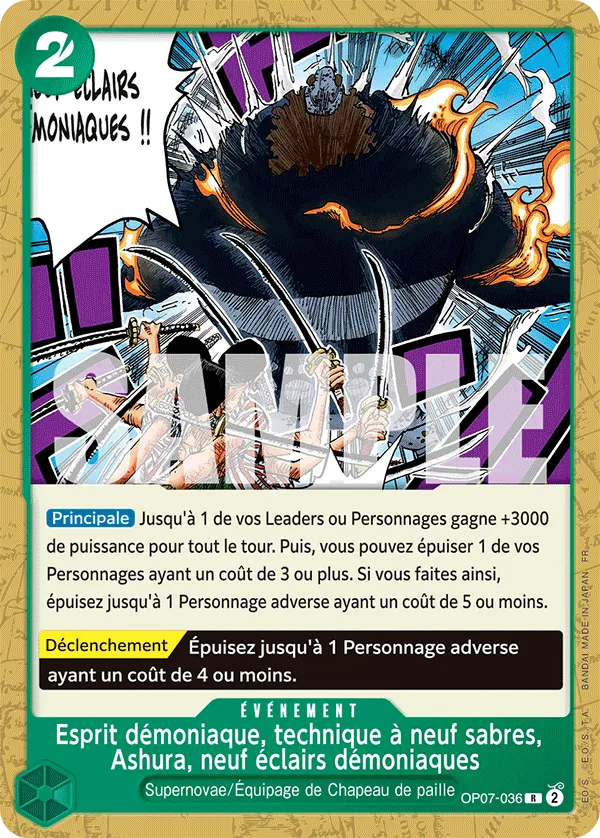 2
ÉCLAIRS
MONIAQUES !!
SAMPLE
Principale Jusqu'à 1 de vos Leaders ou Personnages gagne +3000
de puissance pour tout le tour. Puis, vous pouvez épuiser 1 de vos
Personnages ayant un coût de 3 ou plus. Si vous faites ainsi,
épuisez jusqu'à 1 Personnage adverse ayant un coût de 5 ou moins.
Déclenchement Épuisez jusqu'à 1 Personnage adverse
ayant un coût de 4 ou moins.
ÉVÉNEMENT
Esprit démoniaque, technique à neuf sabres,
Ashura, neuf éclairs démoniaques
Supernovae/Équipage de Chapeau de paille
OP07-036 R 2
©E.O./S., ©E.O./S.,T.A. BANDAI MADE IN JAPAN FR